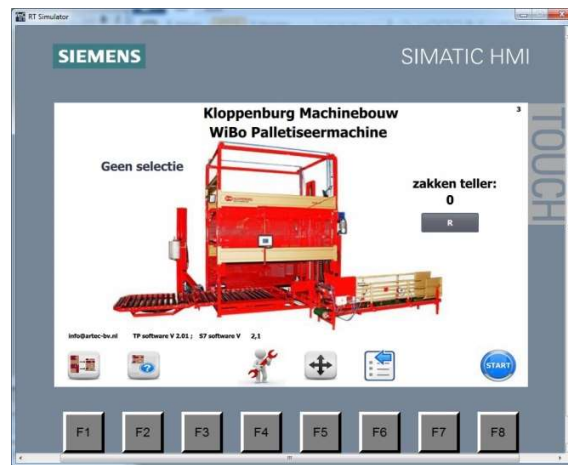 RT Simulator
SIEMENS
SIMATIC HMI
TOUCH
Kloppenburg Machinebouw
WiBo Palletiseermachine
3
Geen selectie
zakken teller:
0
R
info@artec-bv.nl TP software V 2.01 ; S7 software V 2,1
START
F1 F2 F3 F4 F5 F6 F7 F8